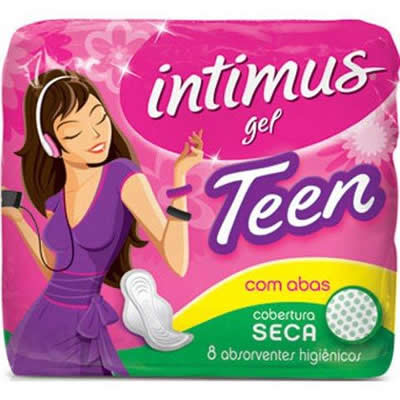 intimus
gel
Teen
com abas
cobertura
SECA
8 absorventes higiênicos